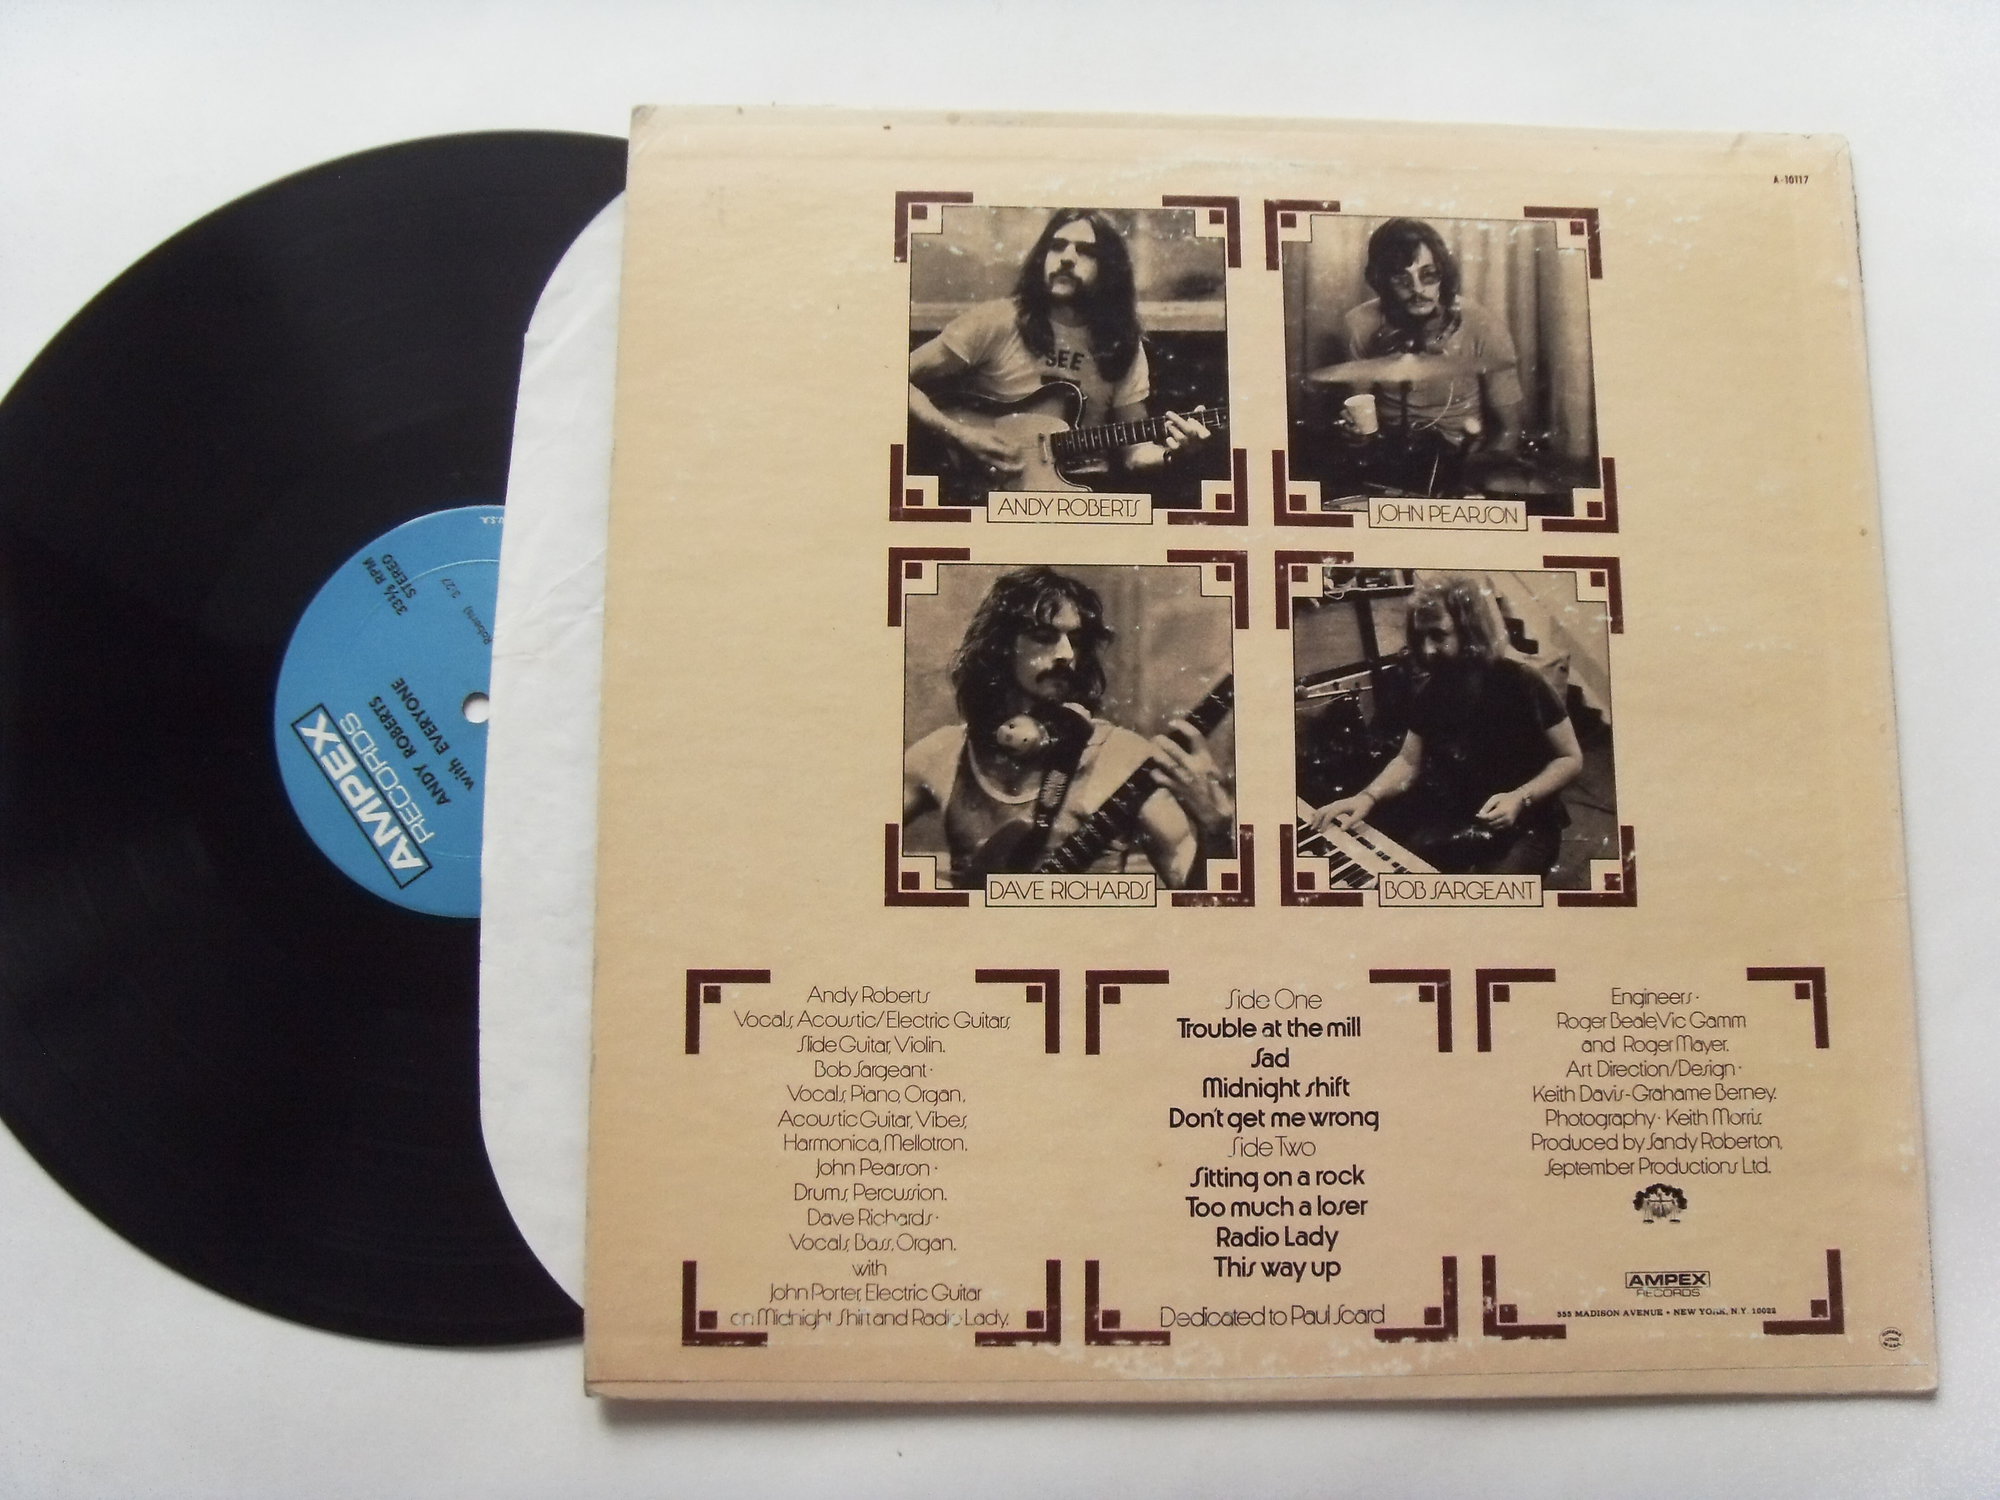 A-10117
SEE
ANDY ROBERTS
JOHN PEARSON
DAVE RICHARDS
BOB SARGEANT
Andy Roberts
Vocals, Acoustic/Electric Guitars,
Slide Guitar, Violin.
Bob Sargeant·
Vocals, Piano, Organ,
Acoustic Guitar, Vibes,
Harmonica, Mellotron.
John Pearson·
Drums, Percussion.
Dave Richards·
Vocals, Bass, Organ.
with
John Porter, Electric Guitar
on Midnight Shift and Radio Lady.
Side One
Trouble at the mill
Sad
Midnight shift
Don't get me wrong
Side Two
Sitting on a rock
Too much a loser
Radio Lady
This way up
Dedicated to Paul Scard
Engineers·
Roger Beale, Vic Gamm
and Roger Mayer.
Art Direction/Design·
Keith Davis-Grahame Berney.
Photography· Keith Morris.
Produced by Sandy Roberton,
September Productions Ltd.
AMPEX
RECORDS
555 MADISON AVENUE • NEW YORK, N.Y. 10022
U.S.A.
33⅓ RPM
STEREO
Roberts) 3:27
ANDY ROBERTS
with EVERYONE
AMPEX
RECORDS